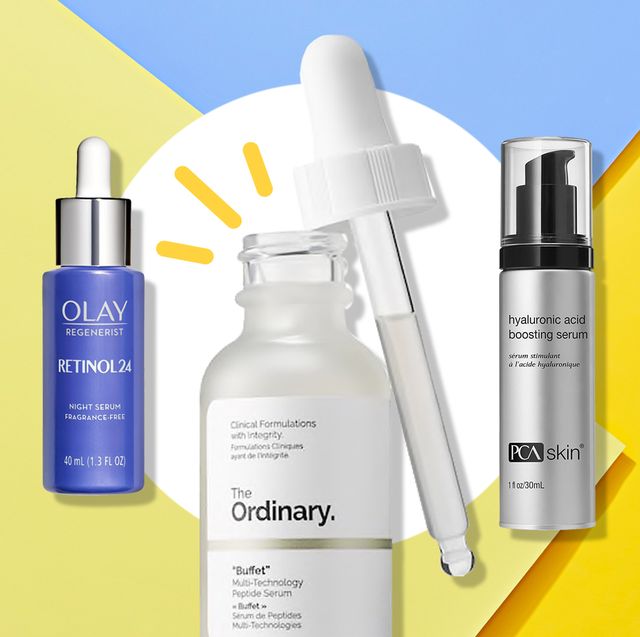 OLAY
REGENERIST
RETINOL24
NIGHT SERUM
FRAGRANCE-FREE
40 mL (1.3 FL OZ)
Clinical Formulations
with Integrity.
Formulations Cliniques
ayant de l'intégrité.
The
Ordinary.
"Buffet"
Multi-Technology
Peptide Serum
« Buffet »
Sérum de Peptides
Multi-Technologies
hyaluronic acid
boosting serum
sérum stimulant
à l'acide hyaluronique
PCA skin®
1 fl oz/30mL